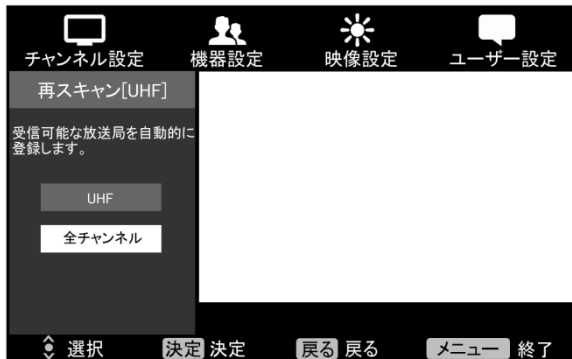 チャンネル設定 機器設定 映像設定 ユーザー設定
再スキャン[UHF]
受信可能な放送局を自動的に
登録します。
UHF
全チャンネル
選択 決定 決定 戻る 戻る メニュー 終了